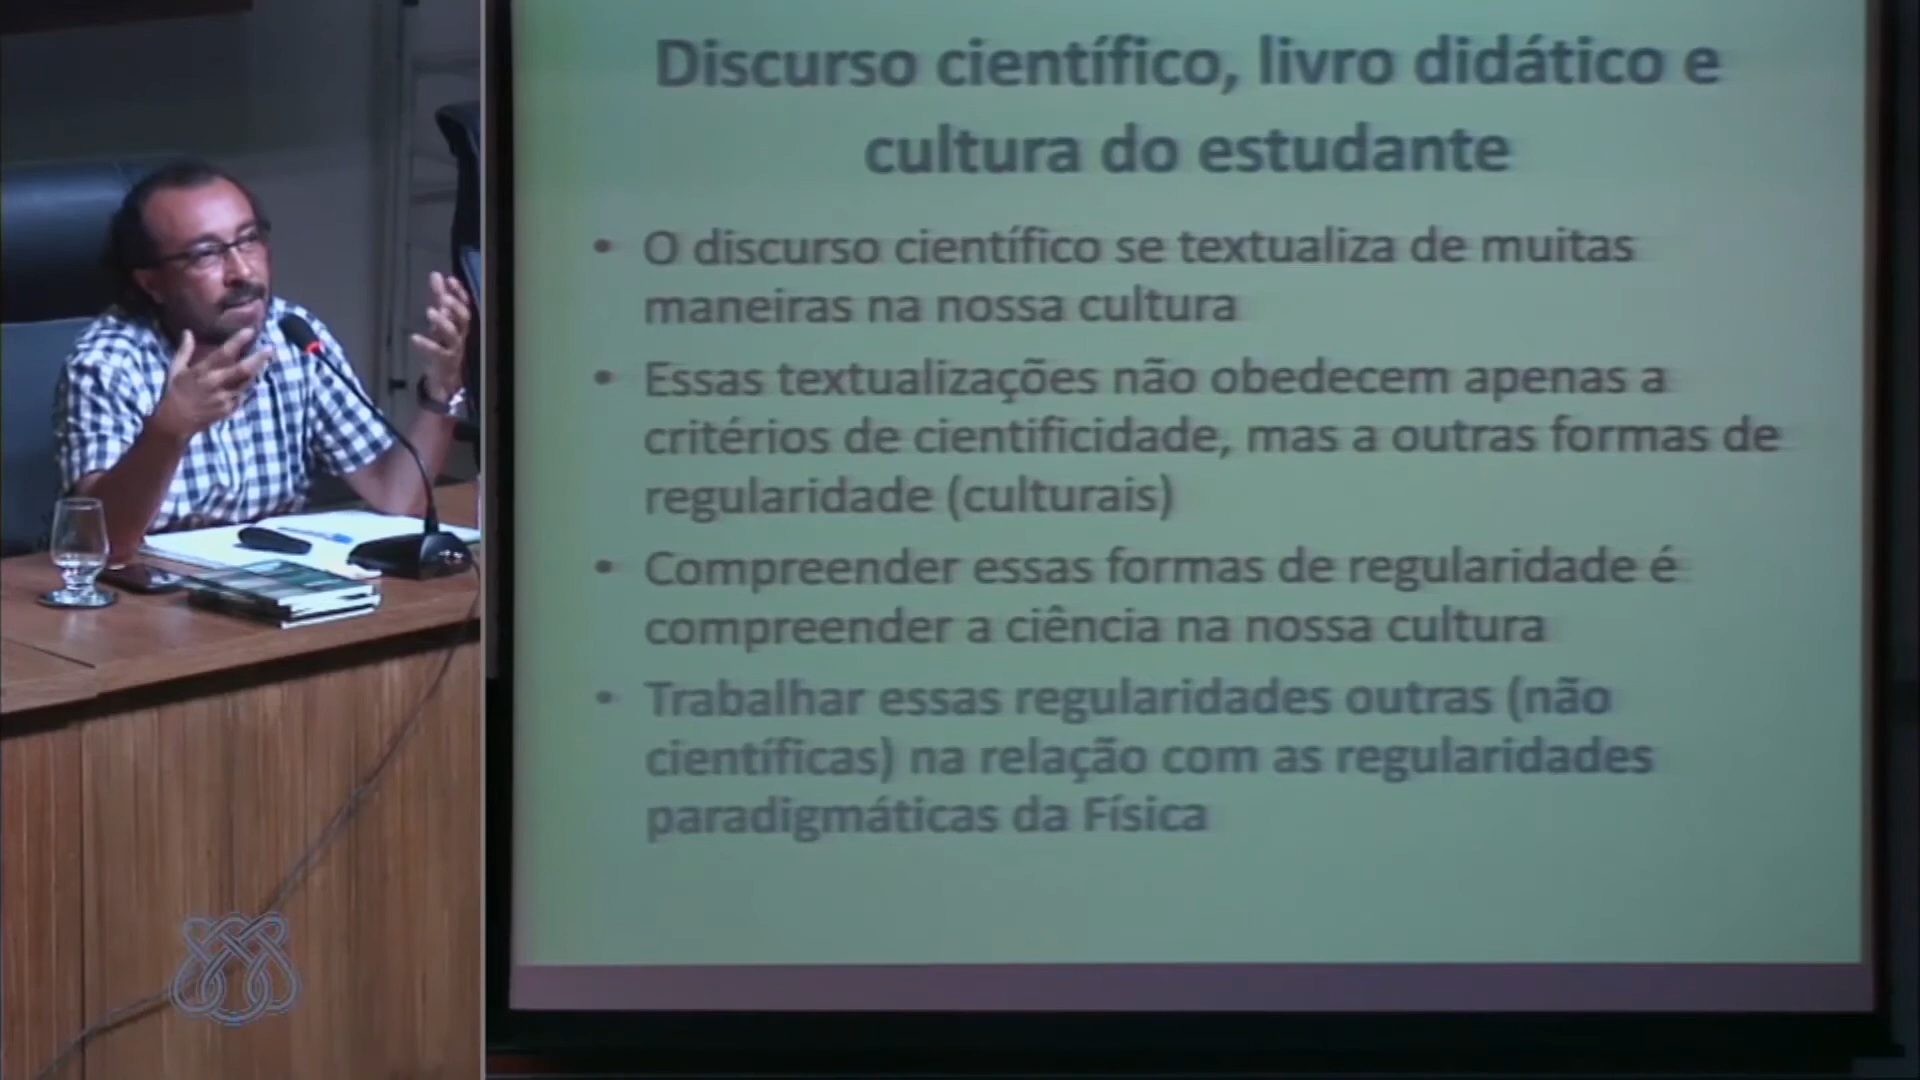 Discurso científico, livro didático e
cultura do estudante
• O discurso científico se textualiza de muitas
maneiras na nossa cultura
• Essas textualizações não obedecem apenas a
critérios de cientificidade, mas a outras formas de
regularidade (culturais)
• Compreender essas formas de regularidade é
compreender a ciência na nossa cultura
• Trabalhar essas regularidades outras (não
científicas) na relação com as regularidades
paradigmáticas da Física